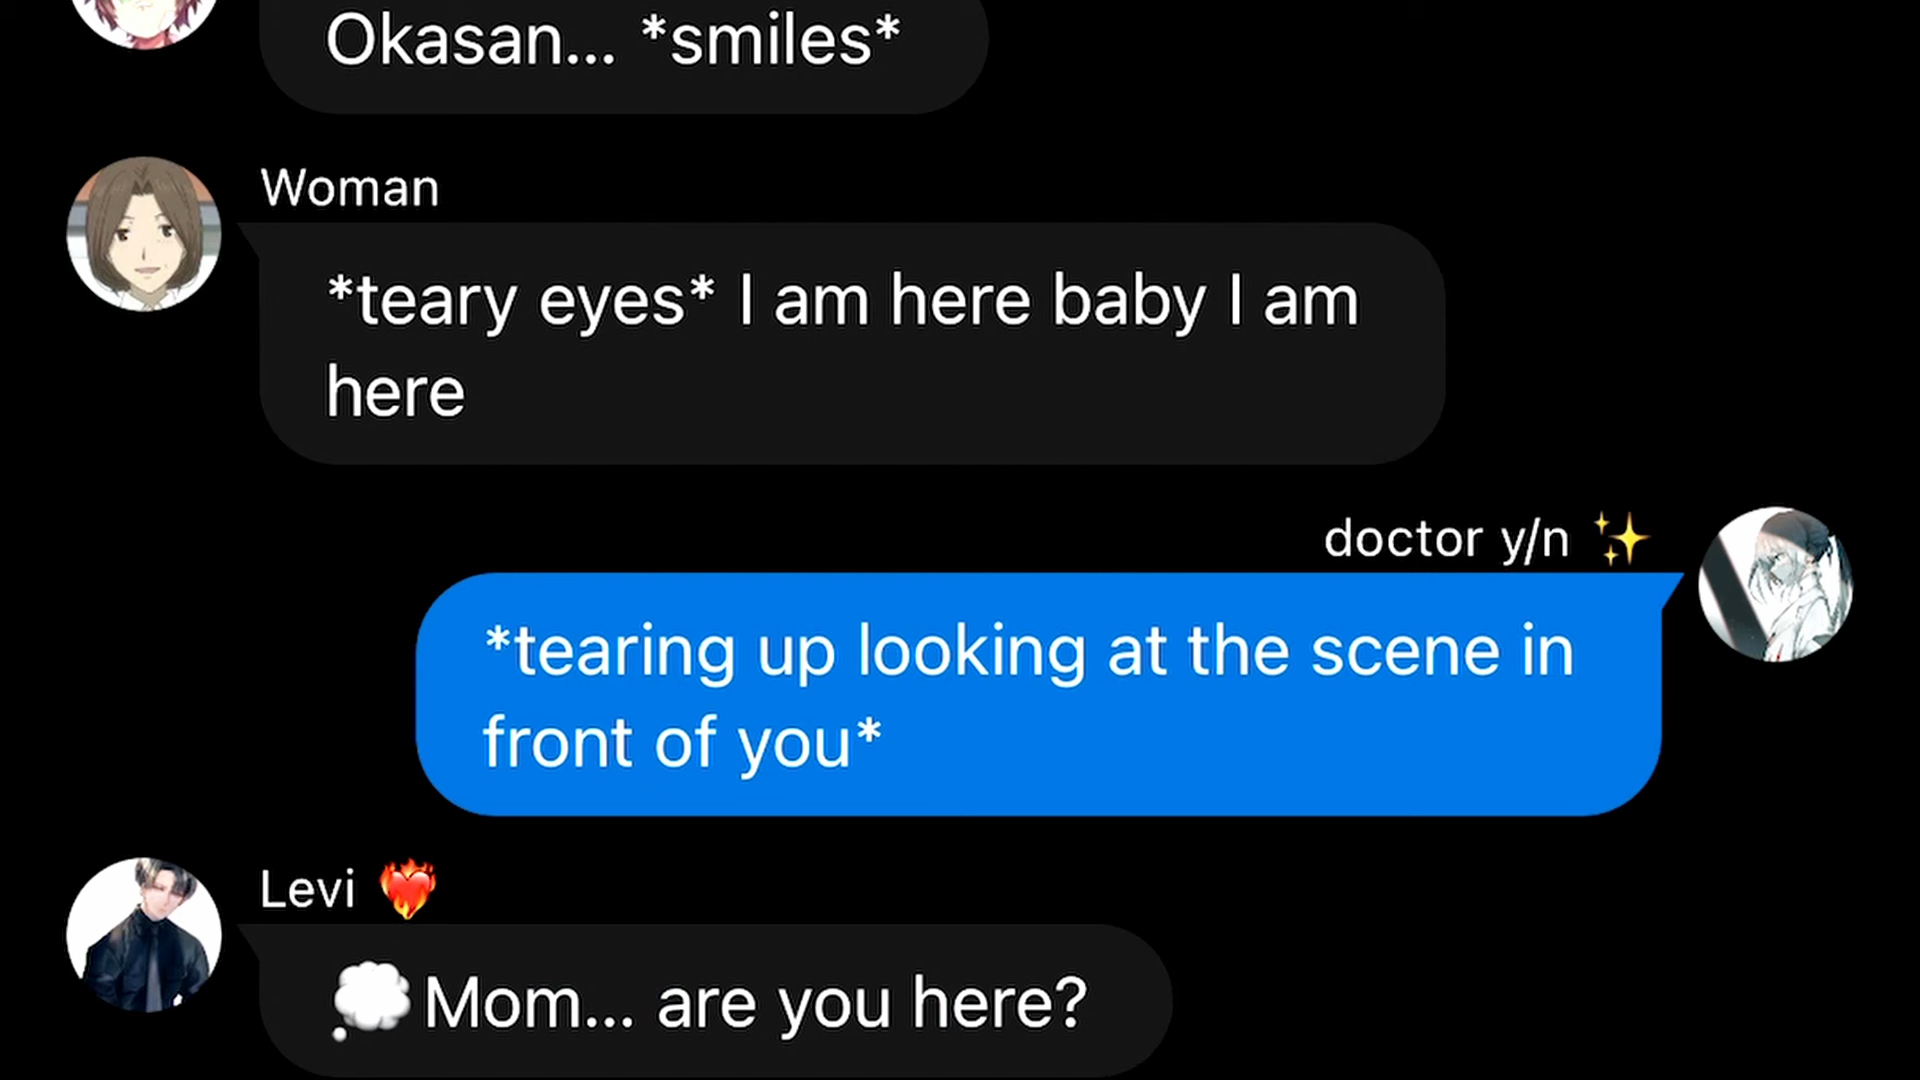 Okasan... *smiles*
Woman
*teary eyes* I am here baby I am
here
doctor y/n ✨
*tearing up looking at the scene in
front of you*
Levi ❤️‍🔥
💭Mom... are you here?